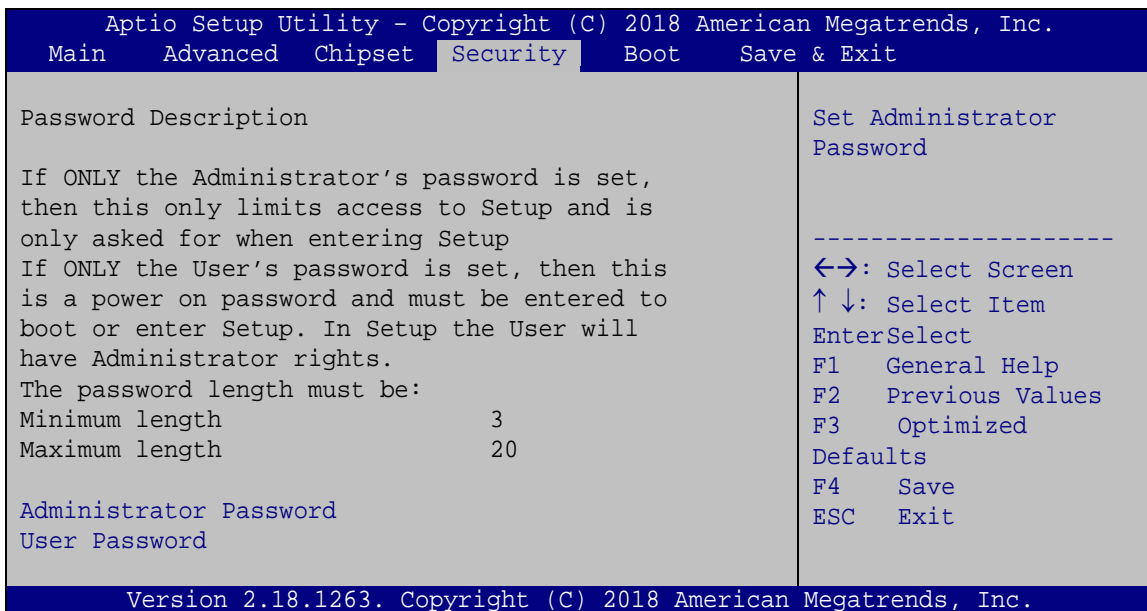 Aptio Setup Utility – Copyright (C) 2018 American Megatrends, Inc.
Main Advanced Chipset Security Boot Save & Exit
Password Description
If ONLY the Administrator’s password is set,
then this only limits access to Setup and is
only asked for when entering Setup
If ONLY the User’s password is set, then this
is a power on password and must be entered to
boot or enter Setup. In Setup the User will
have Administrator rights.
The password length must be:
Minimum length 3
Maximum length 20
Administrator Password
User Password
Set Administrator
Password
---------------------
←→: Select Screen
↑ ↓: Select Item
EnterSelect
F1 General Help
F2 Previous Values
F3 Optimized
Defaults
F4 Save
ESC Exit
Version 2.18.1263. Copyright (C) 2018 American Megatrends, Inc.